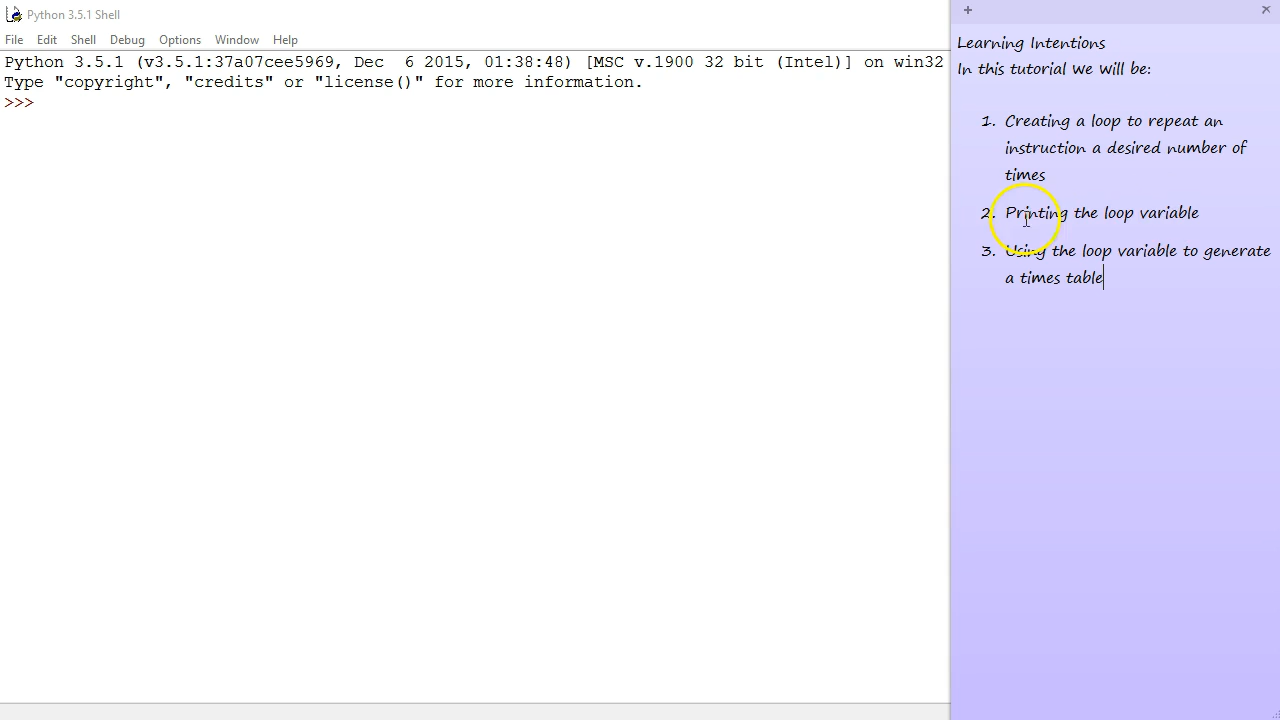 Python 3.5.1 Shell
File Edit Shell Debug Options Window Help
Python 3.5.1 (v3.5.1:37a07cee5969, Dec  6 2015, 01:38:48) [MSC v.1900 32 bit (Intel)] on win32
Type "copyright", "credits" or "license()" for more information.
>>>
Learning Intentions
In this tutorial We Will be:
1. Creating a loop to repeat an
instruction a desired number of
times
2. Printing the loop variable
3. Using the loop variable to generate
a times table